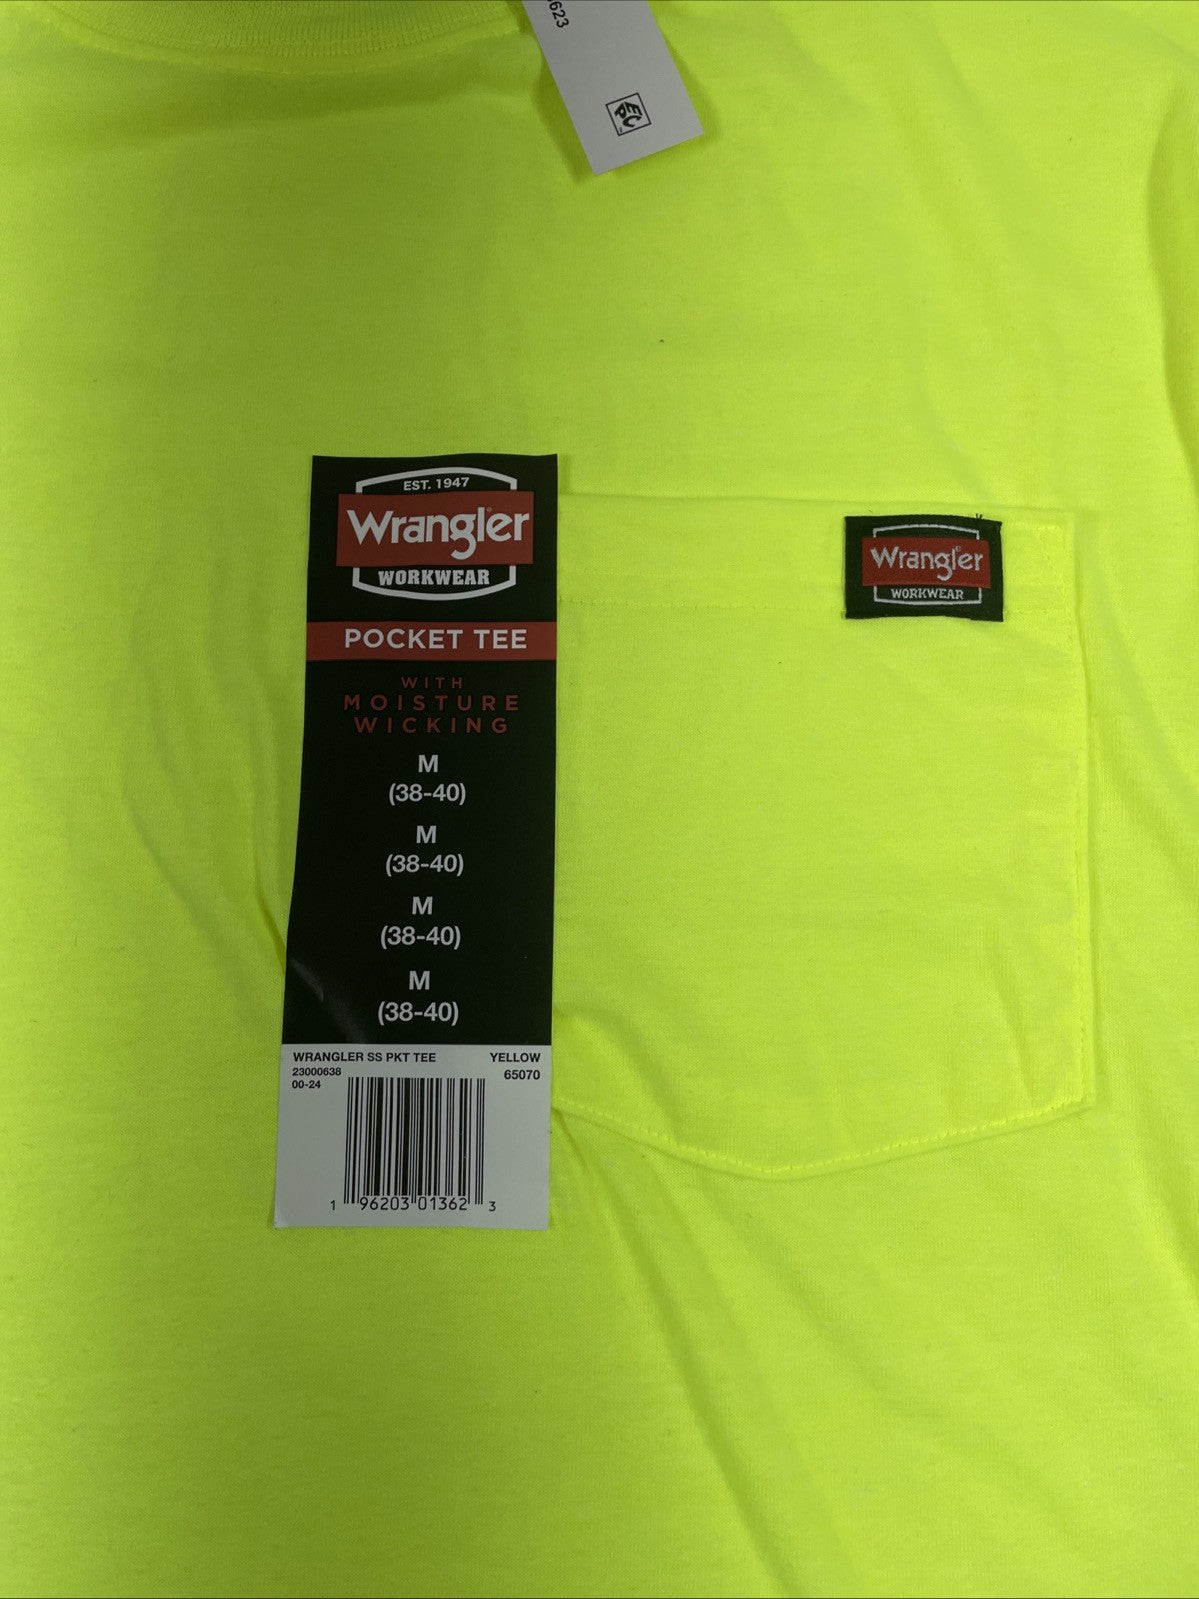 EST. 1947
Wrangler
WORKWEAR
POCKET TEE
WITH
MOISTURE
WICKING
M
(38-40)
M
(38-40)
M
(38-40)
M
(38-40)
WRANGLER SS PKT TEE YELLOW
23000638 65070
00-24
1 96203 01362 3
Wrangler
WORKWEAR
EPC